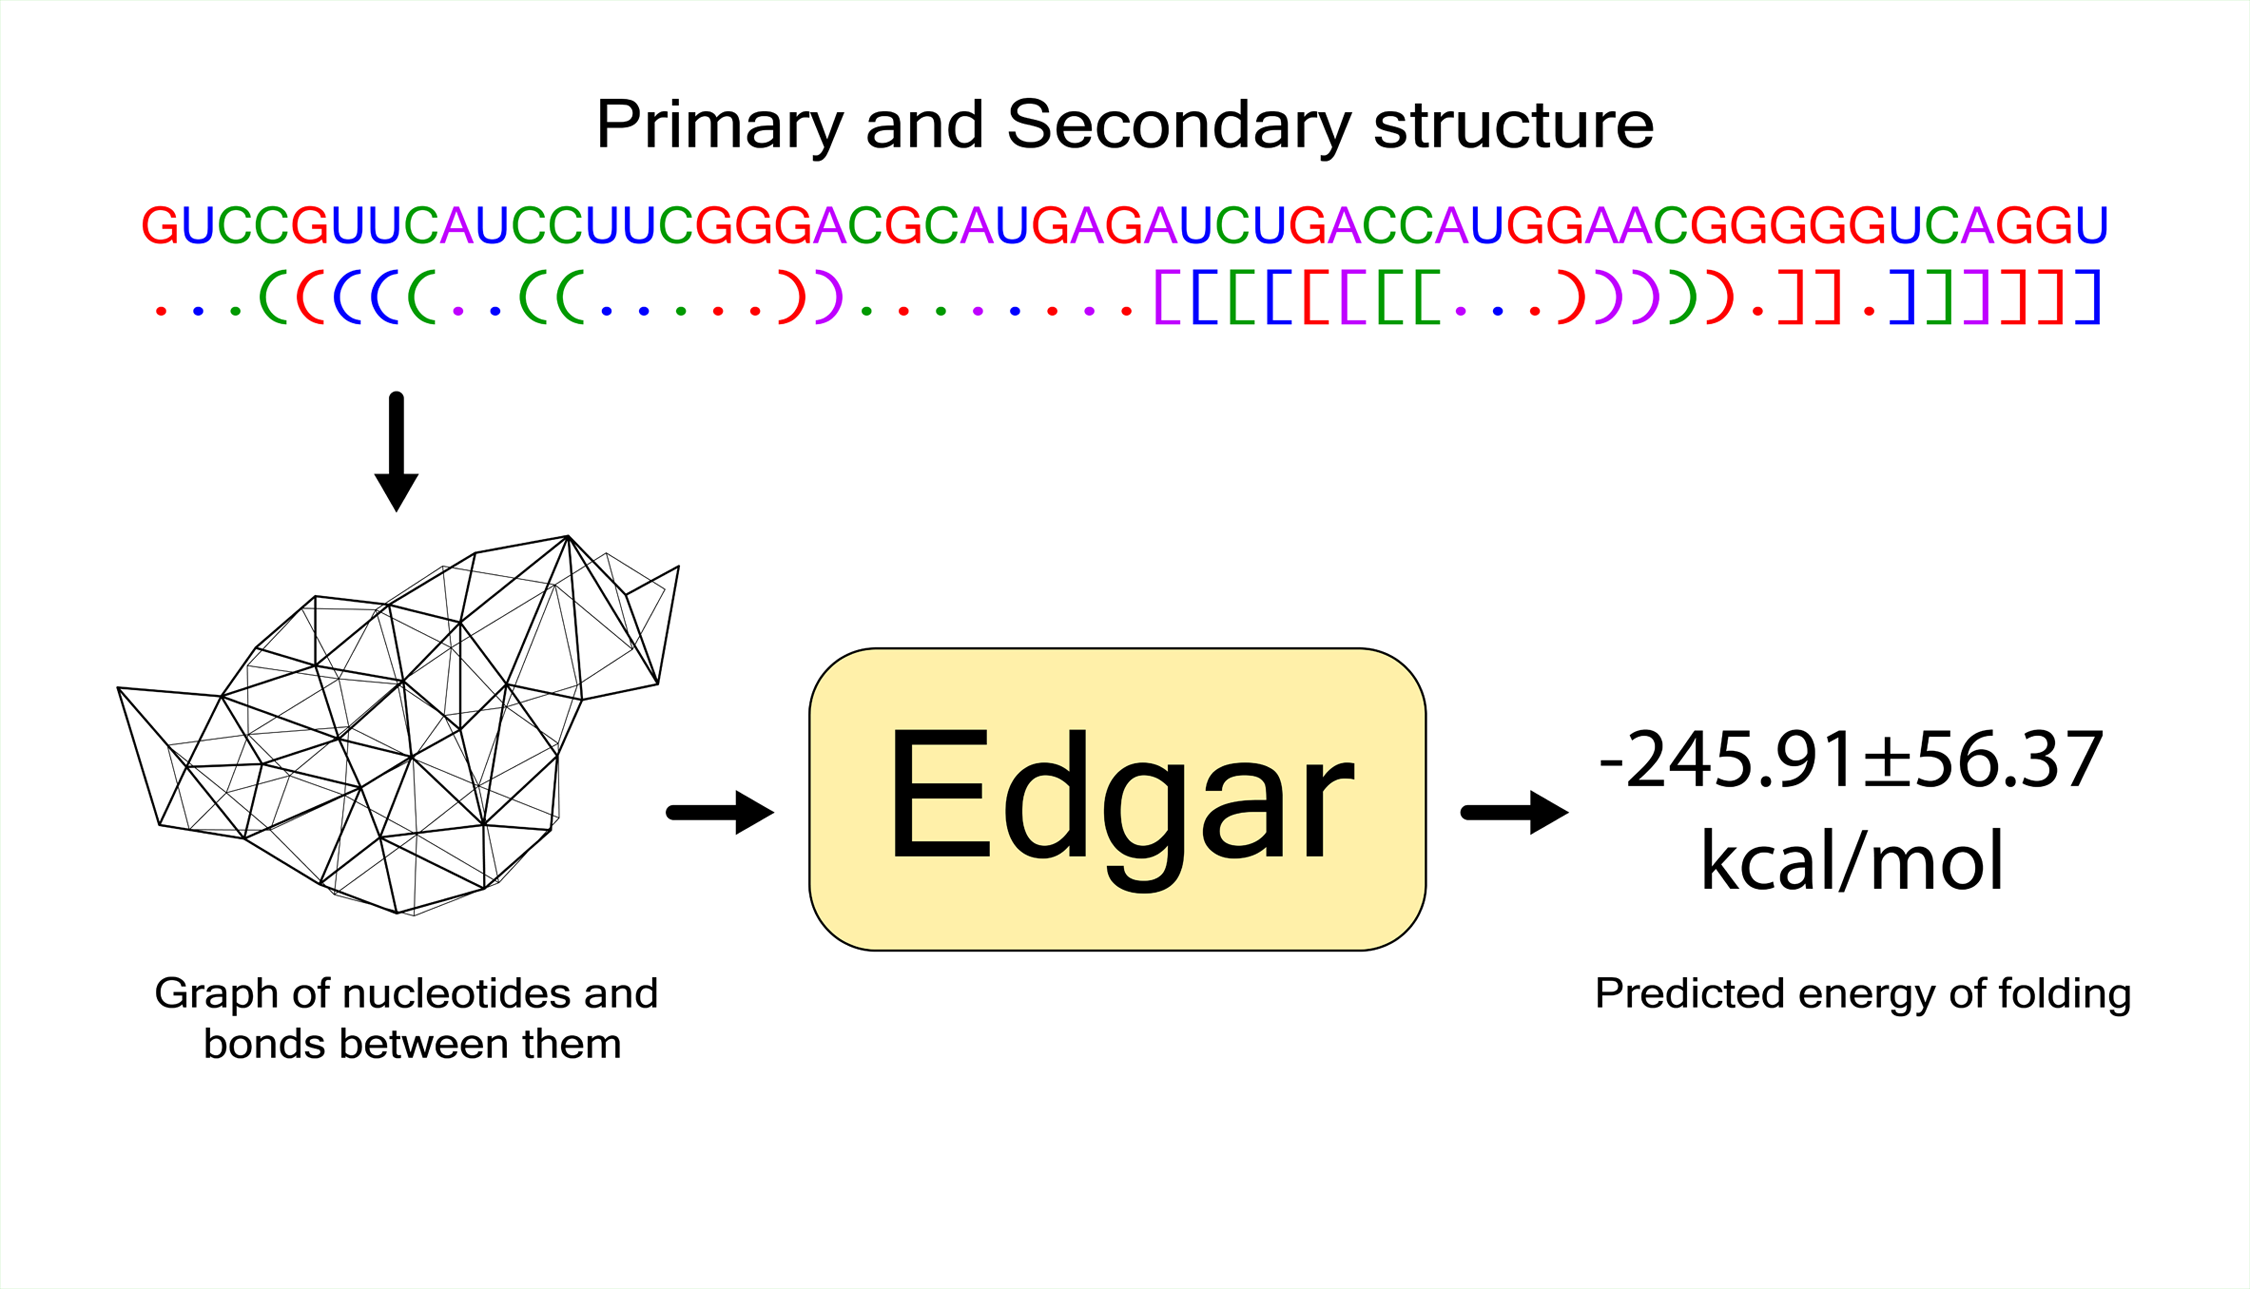 Primary and Secondary structure
GUCCGUUCAUCCUUCGGGACGCAUGAGAUCUGACCAUGGAACGGGGGUCAGGU
...(((((..((.....))........[[[[[[[[...))))).]].]]]]]]
Edgar
-245.91±56.37
kcal/mol
Graph of nucleotides and
bonds between them
Predicted energy of folding